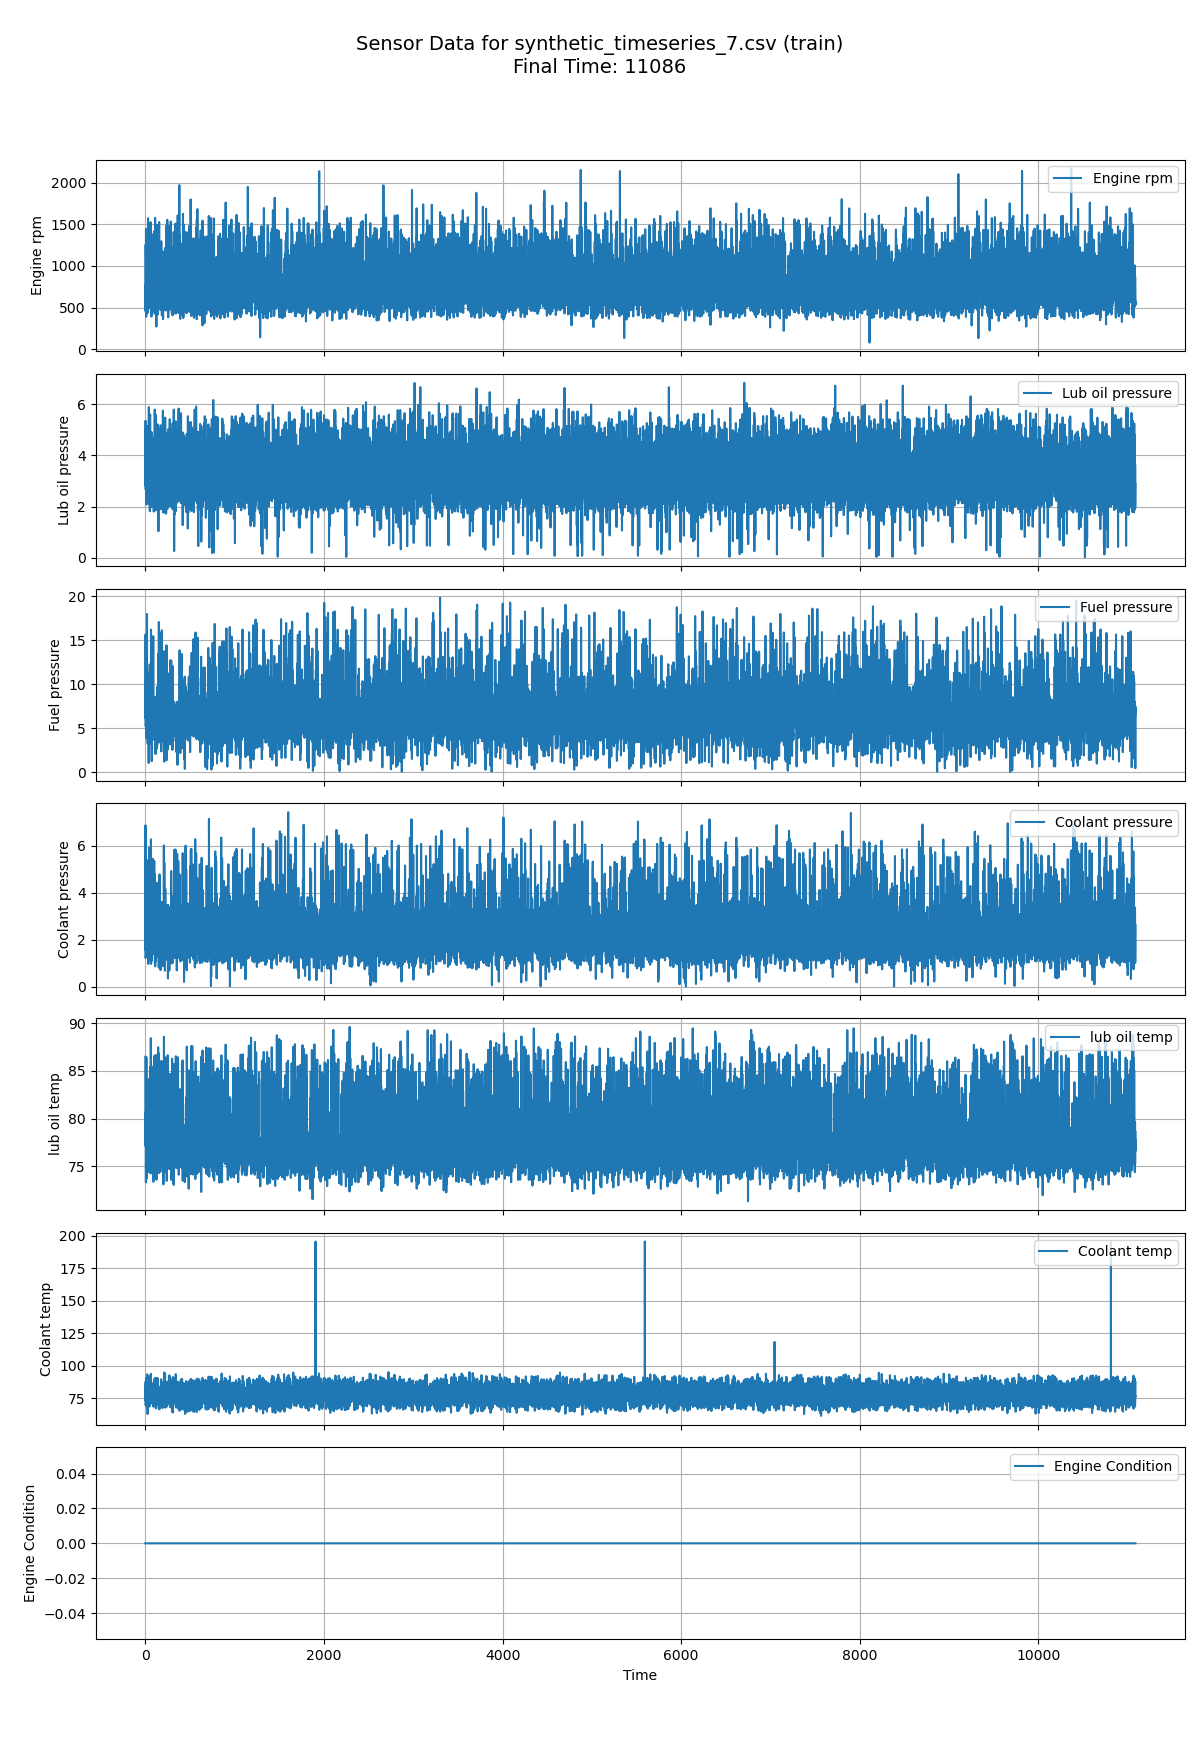 Sensor Data for synthetic_timeseries_7.csv (train)
Final Time: 11086
Engine rpm
2000
1500
1000
500
0
Engine rpm
Lub oil pressure
6
4
2
0
Lub oil pressure
Fuel pressure
20
15
10
5
0
Fuel pressure
Coolant pressure
6
4
2
0
Coolant pressure
lub oil temp
90
85
80
75
lub oil temp
Coolant temp
200
175
150
125
100
75
Coolant temp
Engine Condition
0.04
0.02
0.00
−0.02
−0.04
Engine Condition
0 2000 4000 6000 8000 10000
Time